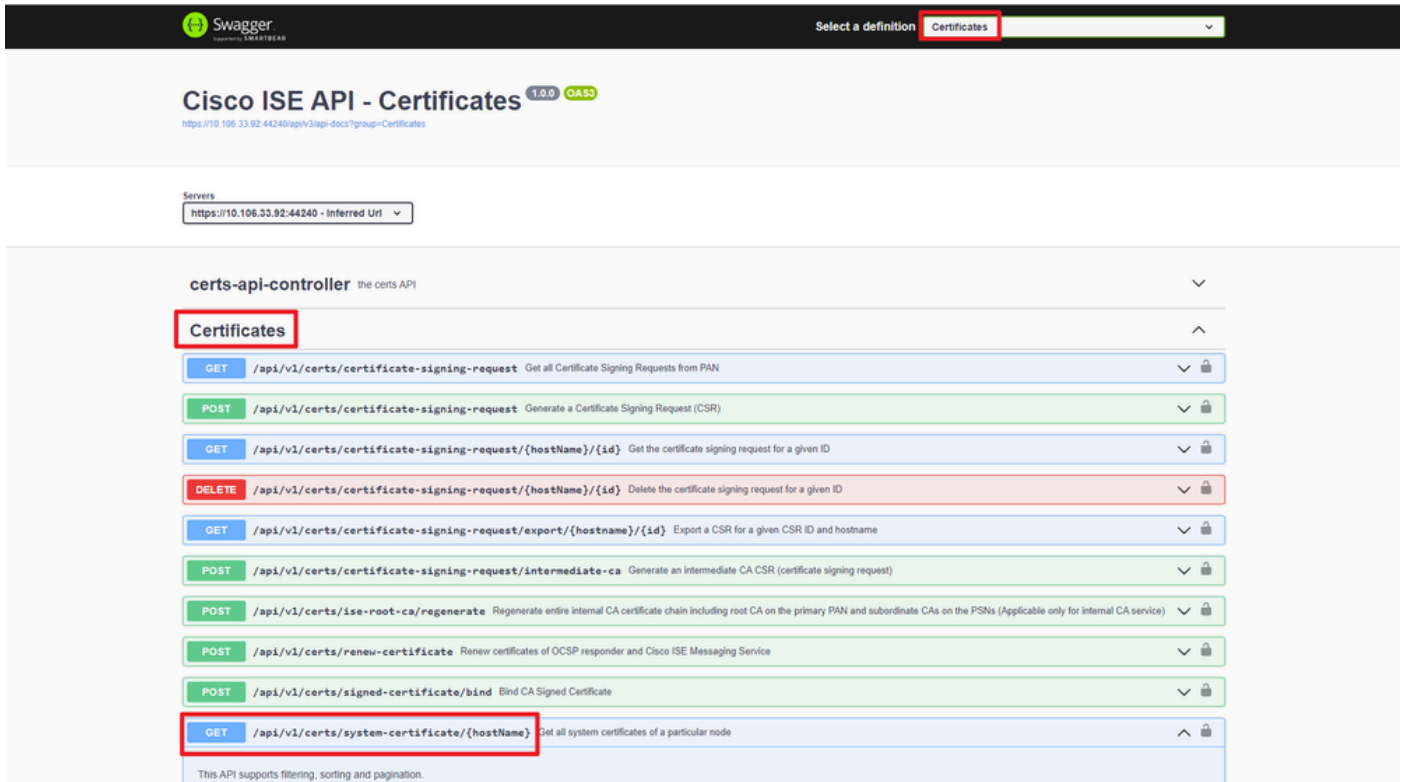 Swagger
Supported by SMARTBEAR
Select a definition
Certificates
Cisco ISE API - Certificates 1.0.0 OAS3
https://10.106.33.92:44240/api/v3/api-docs?group=Certificates
Servers
https://10.106.33.92:44240 - Inferred Url
certs-api-controller the certs API
Certificates
GET /api/v1/certs/certificate-signing-request Get all Certificate Signing Requests from PAN
POST /api/v1/certs/certificate-signing-request Generate a Certificate Signing Request (CSR)
GET /api/v1/certs/certificate-signing-request/{hostName}/{id} Get the certificate signing request for a given ID
DELETE /api/v1/certs/certificate-signing-request/{hostName}/{id} Delete the certificate signing request for a given ID
GET /api/v1/certs/certificate-signing-request/export/{hostname}/{id} Export a CSR for a given CSR ID and hostname
POST /api/v1/certs/certificate-signing-request/intermediate-ca Generate an intermediate CA CSR (certificate signing request)
POST /api/v1/certs/ise-root-ca/regenerate Regenerate entire internal CA certificate chain including root CA on the primary PAN and subordinate CAs on the PSNs (Applicable only for internal CA service)
POST /api/v1/certs/renew-certificate Renew certificates of OCSP responder and Cisco ISE Messaging Service
POST /api/v1/certs/signed-certificate/bind Bind CA Signed Certificate
GET /api/v1/certs/system-certificate/{hostName} Get all system certificates of a particular node
This API supports filtering, sorting and pagination.